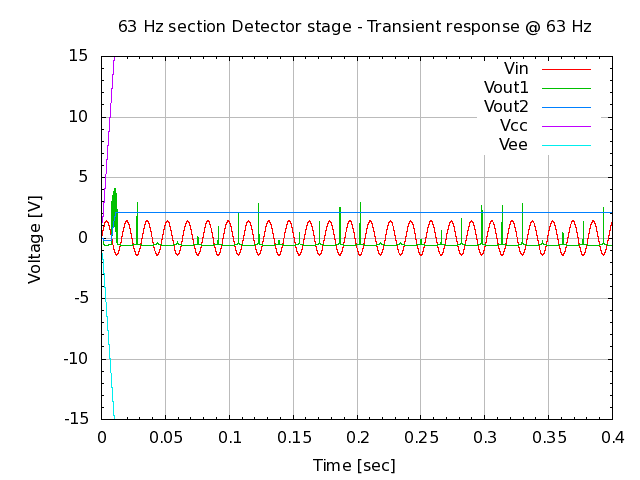 63 Hz section Detector stage - Transient response @ 63 Hz
Vin
Vout1
Vout2
Vcc
Vee
Voltage [V]
15
10
5
0
-5
-10
-15
0 0.05 0.1 0.15 0.2 0.25 0.3 0.35 0.4
Time [sec]